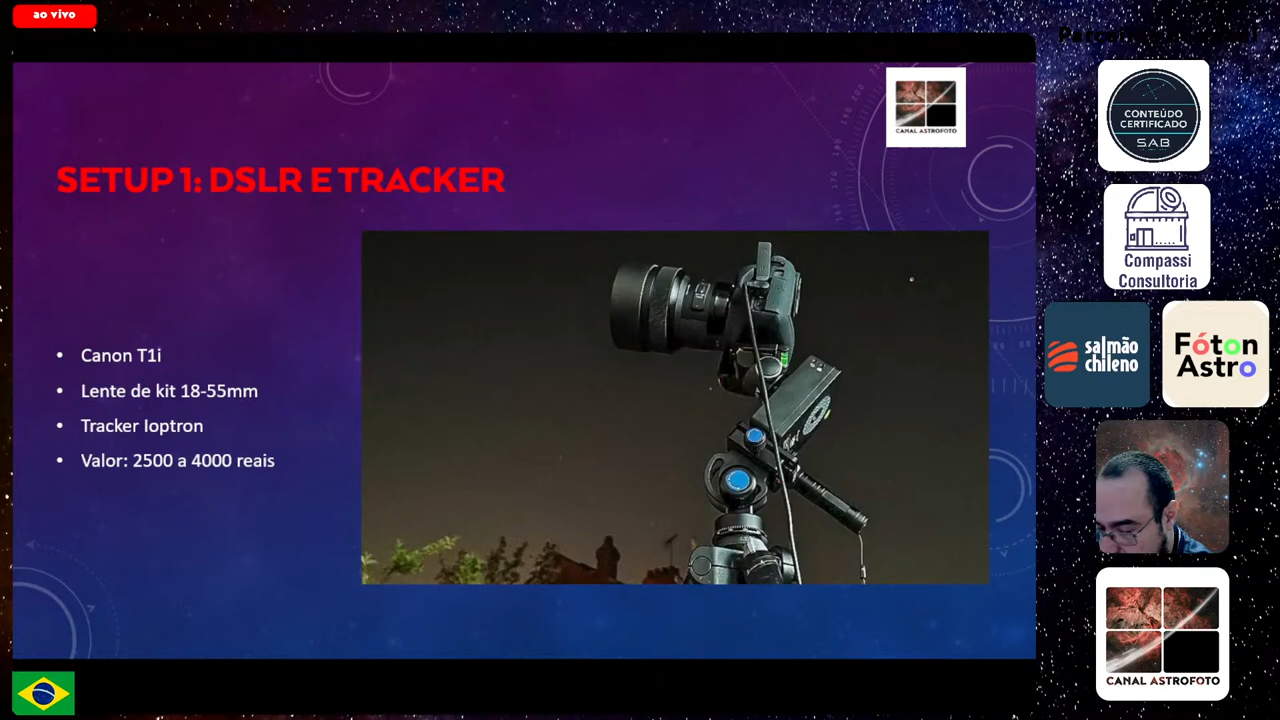 ao vivo
SETUP 1: DSLR E TRACKER
Canon T1i
Lente de kit 18-55mm
Tracker Ioptron
Valor: 2500 a 4000 reais
CANAL ASTROFOTO
CONTEÚDO
CERTIFICADO
SAB
Compassi
Consultoria
salmão
chileno
Fóton
Astro
CANAL ASTROFOTO